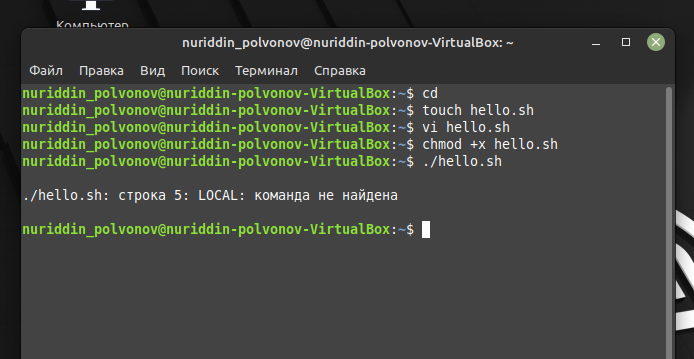 Компьютер
nuriddin_polvonov@nuriddin-polvonov-VirtualBox: ~
Файл Правка Вид Поиск Терминал Справка
nuriddin_polvonov@nuriddin-polvonov-VirtualBox:~$ cd
nuriddin_polvonov@nuriddin-polvonov-VirtualBox:~$ touch hello.sh
nuriddin_polvonov@nuriddin-polvonov-VirtualBox:~$ vi hello.sh
nuriddin_polvonov@nuriddin-polvonov-VirtualBox:~$ chmod +x hello.sh
nuriddin_polvonov@nuriddin-polvonov-VirtualBox:~$ ./hello.sh
./hello.sh: строка 5: LOCAL: команда не найдена
nuriddin_polvonov@nuriddin-polvonov-VirtualBox:~$